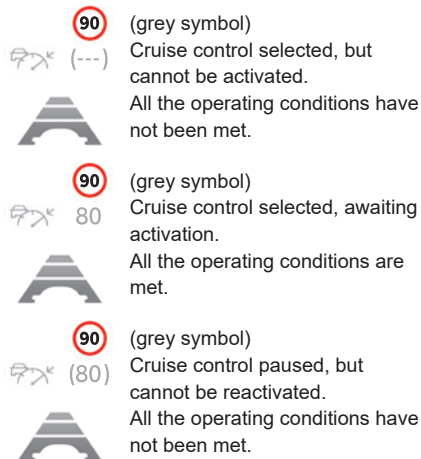 90 (grey symbol)
(---) Cruise control selected, but
cannot be activated.
All the operating conditions have
not been met.
90 (grey symbol)
80 Cruise control selected, awaiting
activation.
All the operating conditions are
met.
90 (grey symbol)
(80) Cruise control paused, but
cannot be reactivated.
All the operating conditions have
not been met.